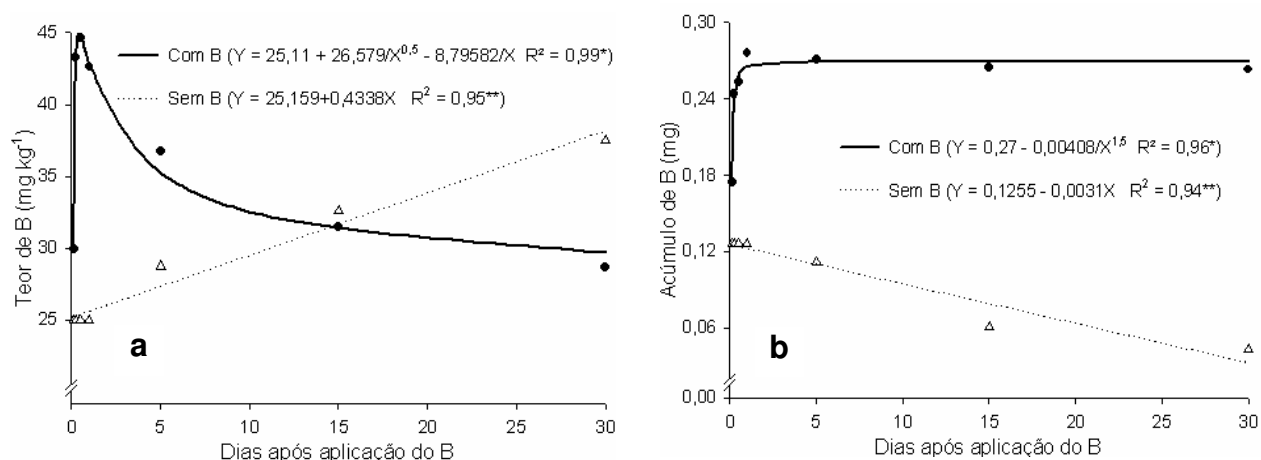 45
40
35
30
25
Teor de B (mg kg⁻¹)
Com B (Y = 25,11 + 26,579/X⁰,⁵ - 8,79582/X R² = 0,99*)
Sem B (Y = 25,159+0,4338X R² = 0,95**)
a
0 5 10 15 20 25 30
Dias após aplicação do B
0,30
0,24
0,18
0,12
0,06
0,00
Acúmulo de B (mg)
Com B (Y = 0,27 - 0,00408/X¹,⁵ R² = 0,96*)
Sem B (Y = 0,1255 - 0,0031X R² = 0,94**)
b
0 5 10 15 20 25 30
Dias após aplicação do B